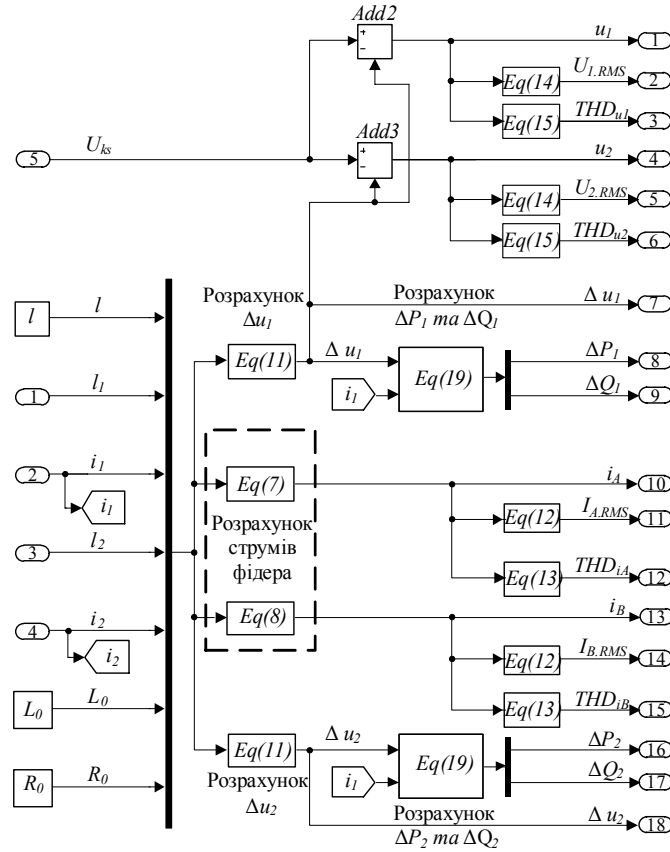 Add2
u1
1
U1.RMS
Eq(14)
2
THDu1
Eq(15)
3
Add3
Uks
5
u2
4
U2.RMS
Eq(14)
5
THDu2
Eq(15)
6
Розрахунок
Δu1
Розрахунок
ΔP1 та ΔQ1
Δ u1
7
l
l
Eq(11)
Δ u1
Eq(19)
ΔP1
8
i1
ΔQ1
9
1
l1
2
i1
i1
Eq(7)
iA
10
Розрахунок
струмів
фідера
Eq(12)
IA.RMS
11
3
l2
Eq(13)
THDiA
12
4
i2
i2
Eq(8)
iB
13
Eq(12)
IB.RMS
14
L0
L0
Eq(13)
THDiB
15
R0
R0
Eq(11)
Δ u2
Eq(19)
ΔP2
16
i1
ΔQ2
17
Розрахунок
Δu2
Розрахунок
ΔP2 та ΔQ2
Δ u2
18